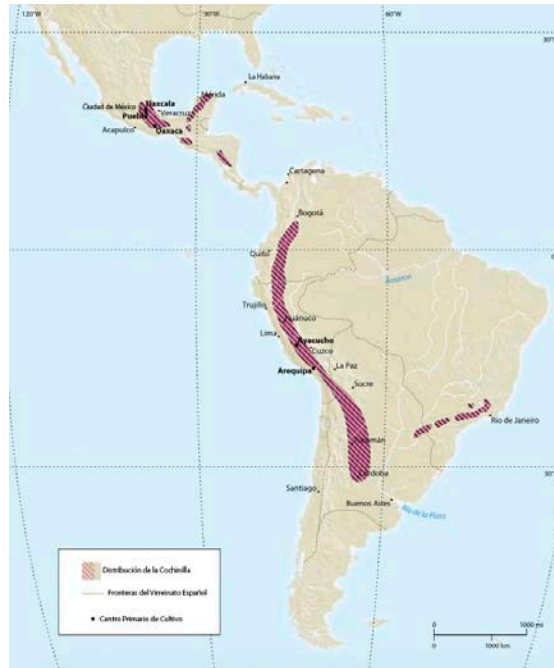 120°W
90°W
60°W
30°N
La Habana
Mérida
Ciudad de México
Tlaxcala
Puebla
Veracruz
Acapulco
Oaxaca
Cartagena
Bogotá
Quito
0°
Amazon
Trujillo
Huánuco
Lima
Ayacucho
Cuzco
Arequipa
La Paz
Sucre
Rio de Janeiro
Tucumán
Córdoba
30°
Santiago
Buenos Aires
Río de la Plata
Distribución de la Cochinilla
Fronteras del Virreinato Español
Centro Primario de Cultivo
0
1000 mi
0
1000 km